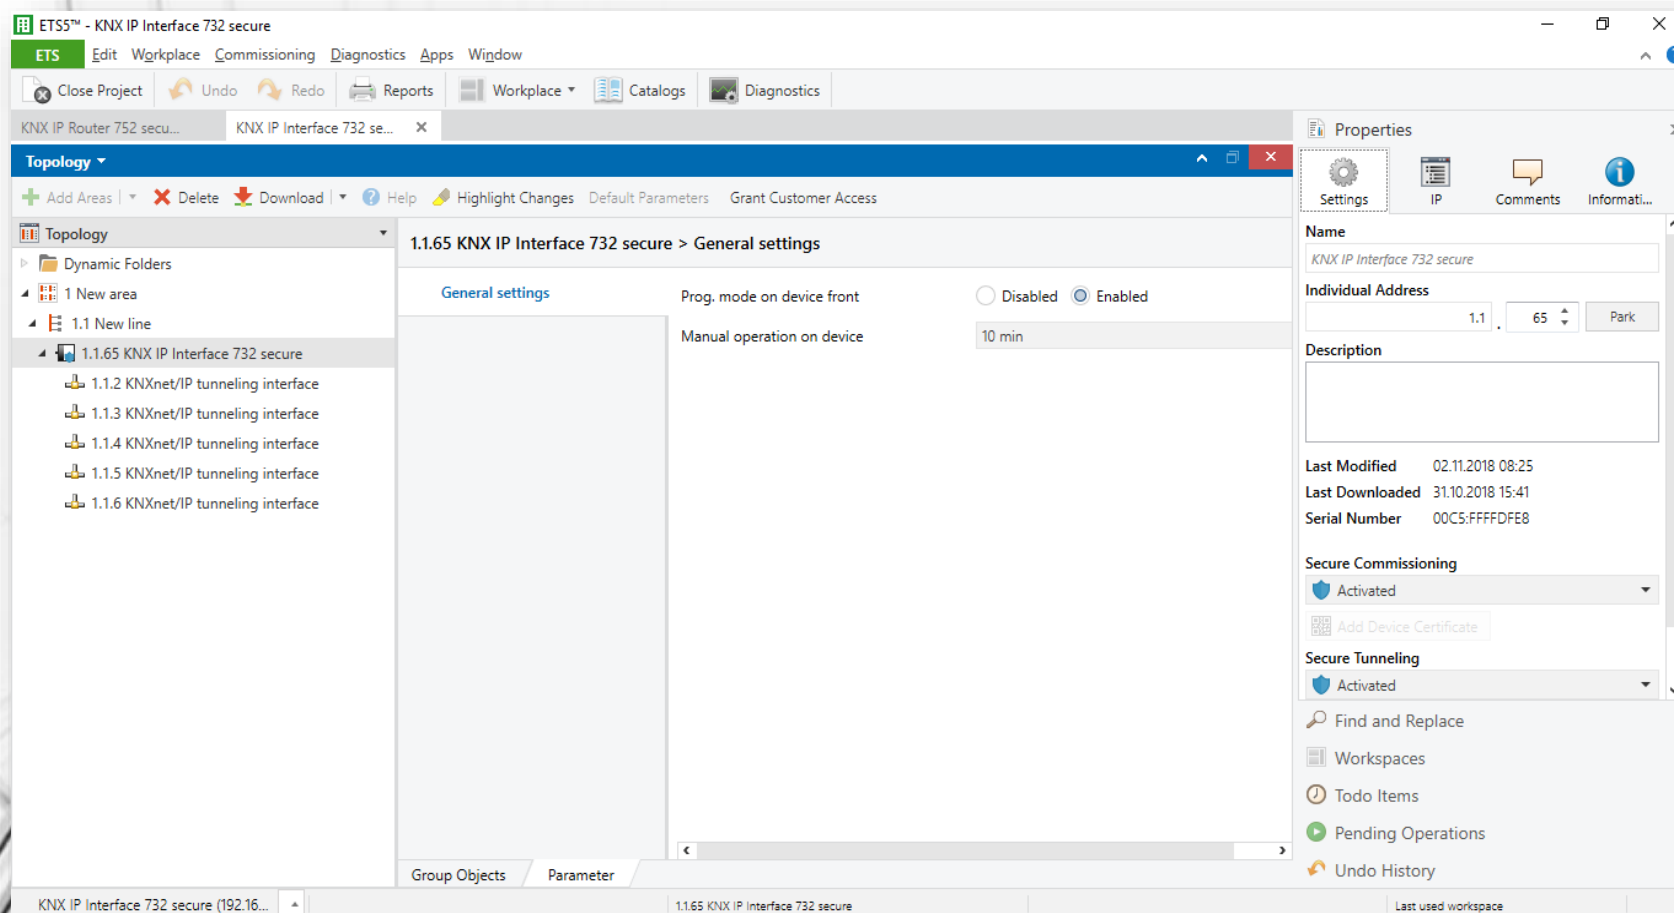 ETS5™ - KNX IP Interface 732 secure
ETS Edit Workplace Commissioning Diagnostics Apps Window
Close Project Undo Redo Reports Workplace Catalogs Diagnostics
KNX IP Router 752 secu... KNX IP Interface 732 se...
Topology
Add Areas Delete Download Help Highlight Changes Default Parameters Grant Customer Access
Topology
Dynamic Folders
1 New area
1.1 New line
1.1.65 KNX IP Interface 732 secure
1.1.2 KNXnet/IP tunneling interface
1.1.3 KNXnet/IP tunneling interface
1.1.4 KNXnet/IP tunneling interface
1.1.5 KNXnet/IP tunneling interface
1.1.6 KNXnet/IP tunneling interface
1.1.65 KNX IP Interface 732 secure > General settings
General settings
Prog. mode on device front Disabled Enabled
Manual operation on device 10 min
Group Objects Parameter
Properties
Settings IP Comments Informati...
Name
KNX IP Interface 732 secure
Individual Address
1.1 . 65 Park
Description
Last Modified 02.11.2018 08:25
Last Downloaded 31.10.2018 15:41
Serial Number 00C5:FFFFDFE8
Secure Commissioning
Activated
Add Device Certificate
Secure Tunneling
Activated
Find and Replace
Workspaces
Todo Items
Pending Operations
Undo History
KNX IP Interface 732 secure (192.16... 1.1.65 KNX IP Interface 732 secure Last used workspace